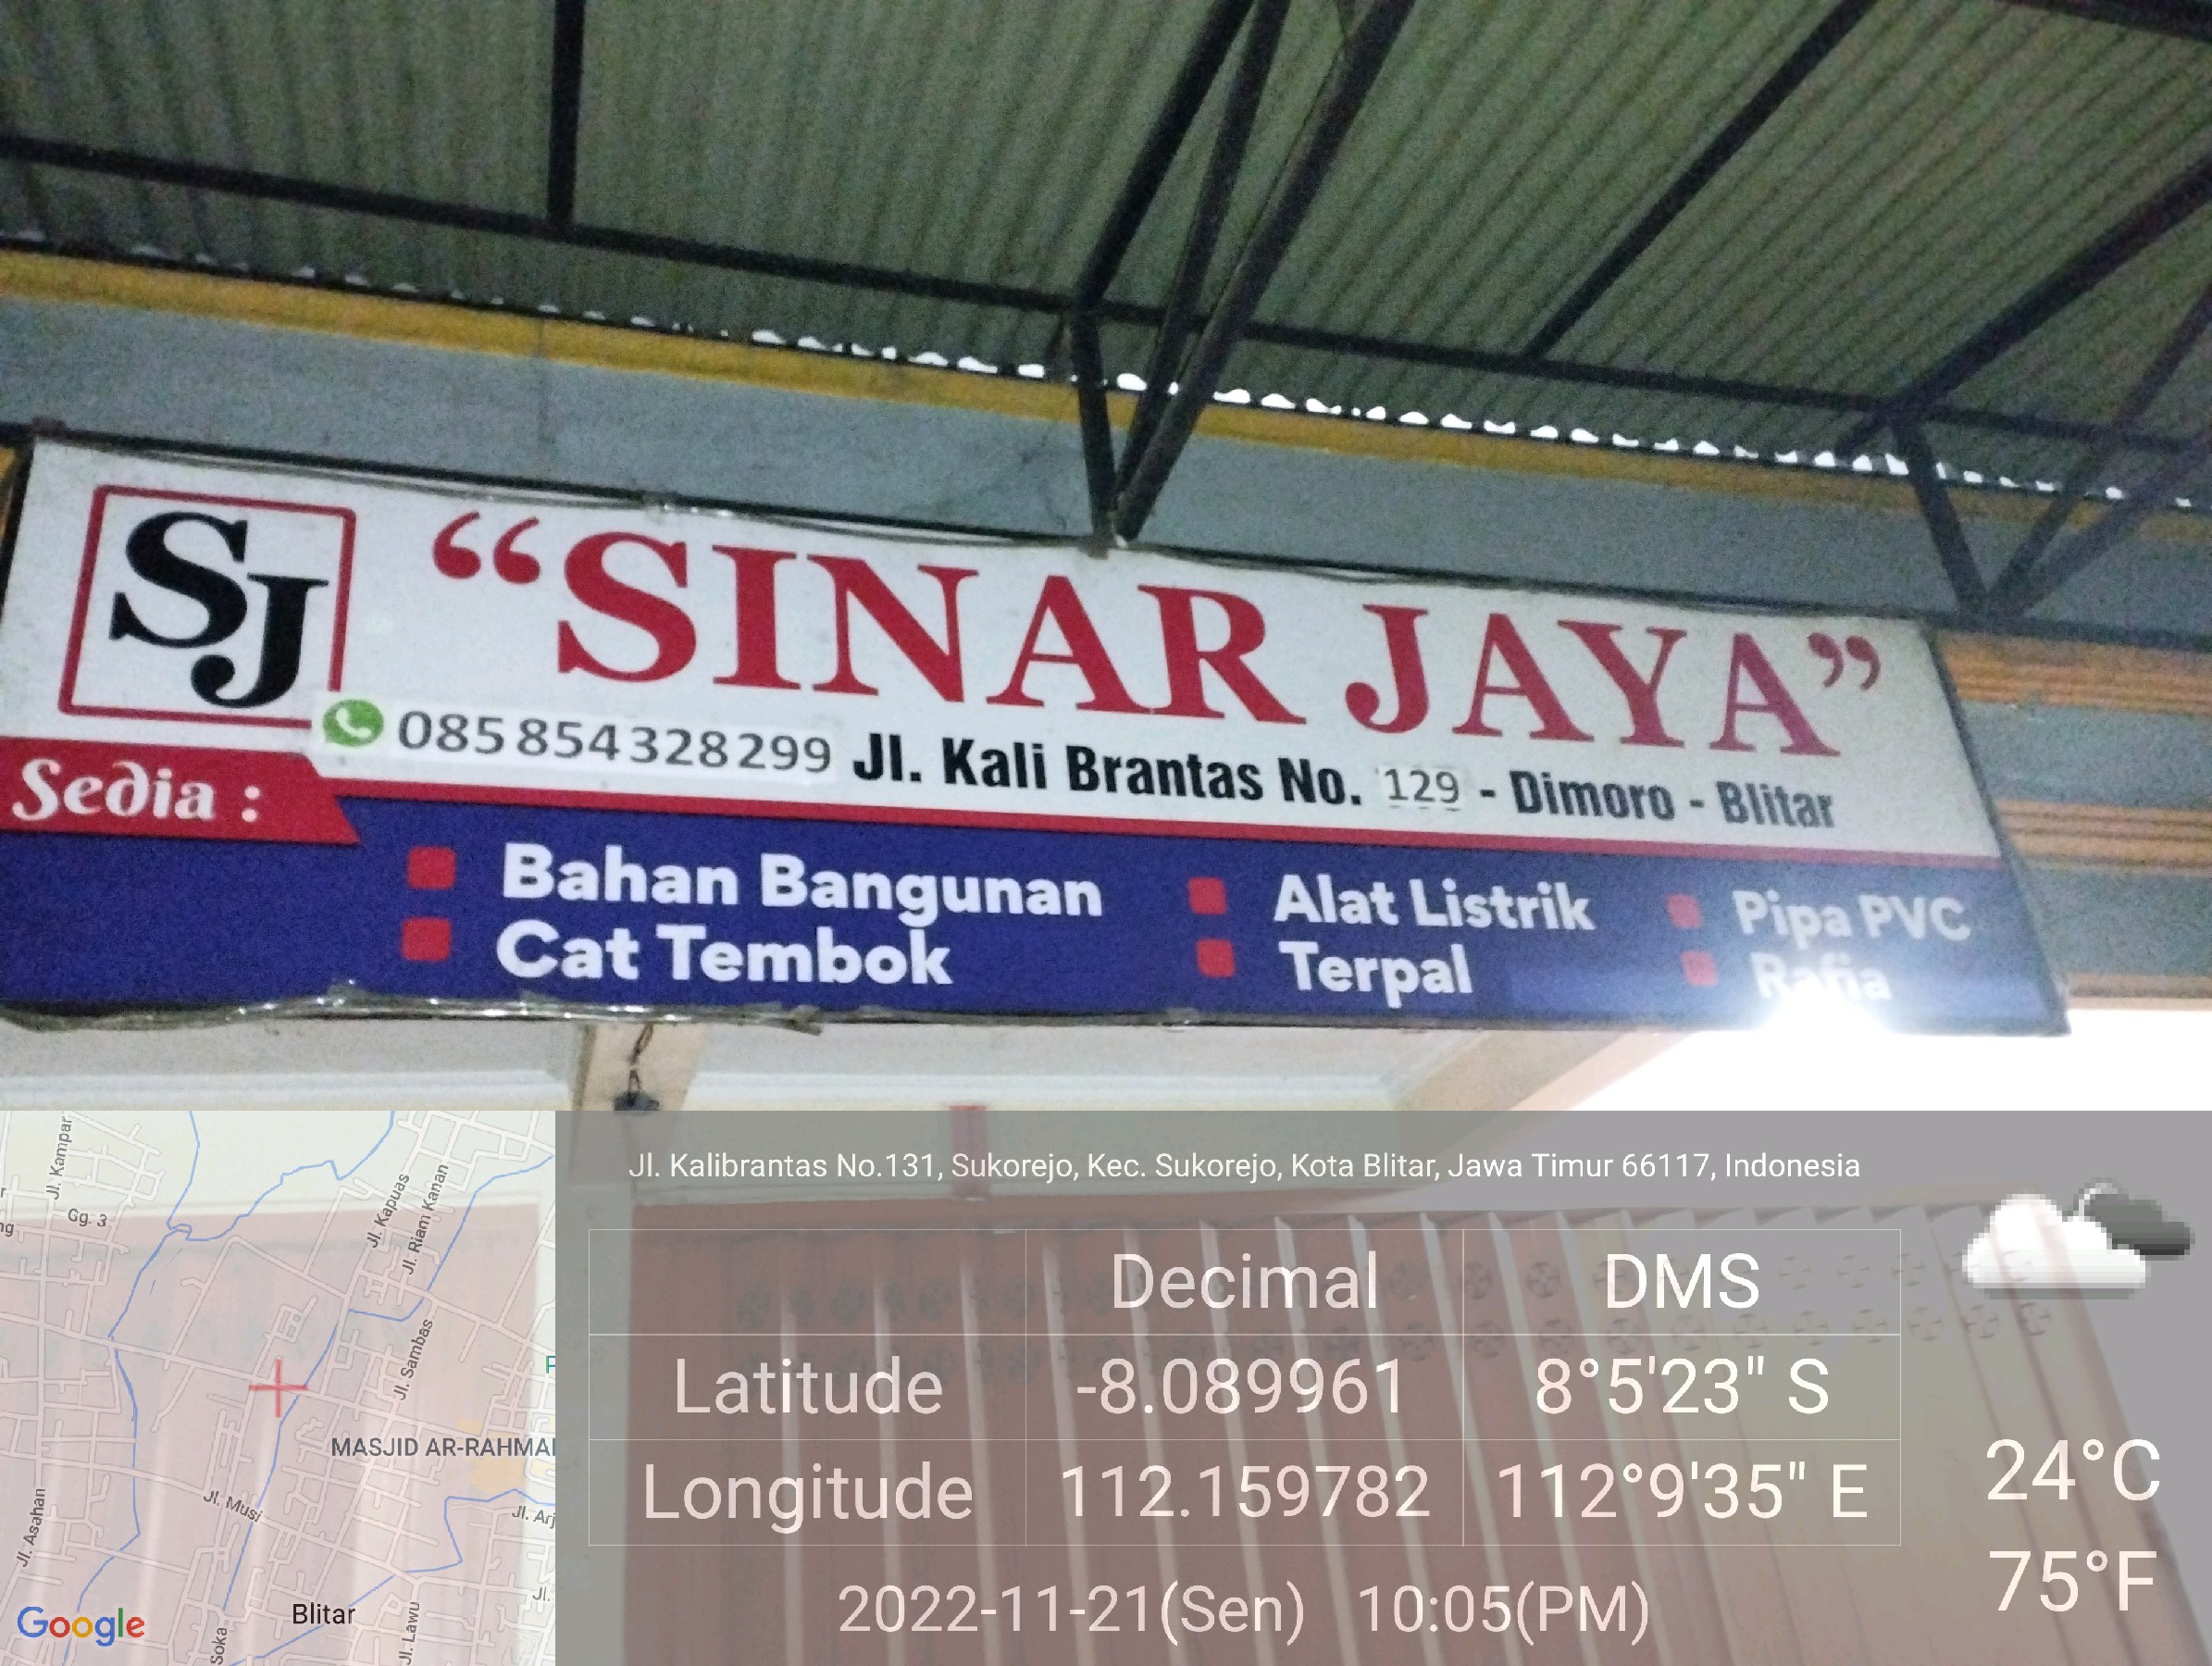 SJ
“SINAR JAYA”
085854328299 Jl. Kali Brantas No. 129 - Dimoro - Blitar
Sedia :
Bahan Bangunan
Alat Listrik
Pipa PVC
Cat Tembok
Terpal
Rafia
Jl. Kampar
Gg. 3
Jl. Kapuas
Jl. Riam Kanan
Jl. Sambas
MASJID AR-RAHMA
Jl. Musi
Jl. Asahan
Jl. Arj
Jl.
Blitar
Jl. Lawu
Soka
Google
Jl. Kalibrantas No.131, Sukorejo, Kec. Sukorejo, Kota Blitar, Jawa Timur 66117, Indonesia
Decimal DMS
Latitude -8.089961 8°5'23" S
Longitude 112.159782 112°9'35" E
2022-11-21(Sen) 10:05(PM)
24°C
75°F